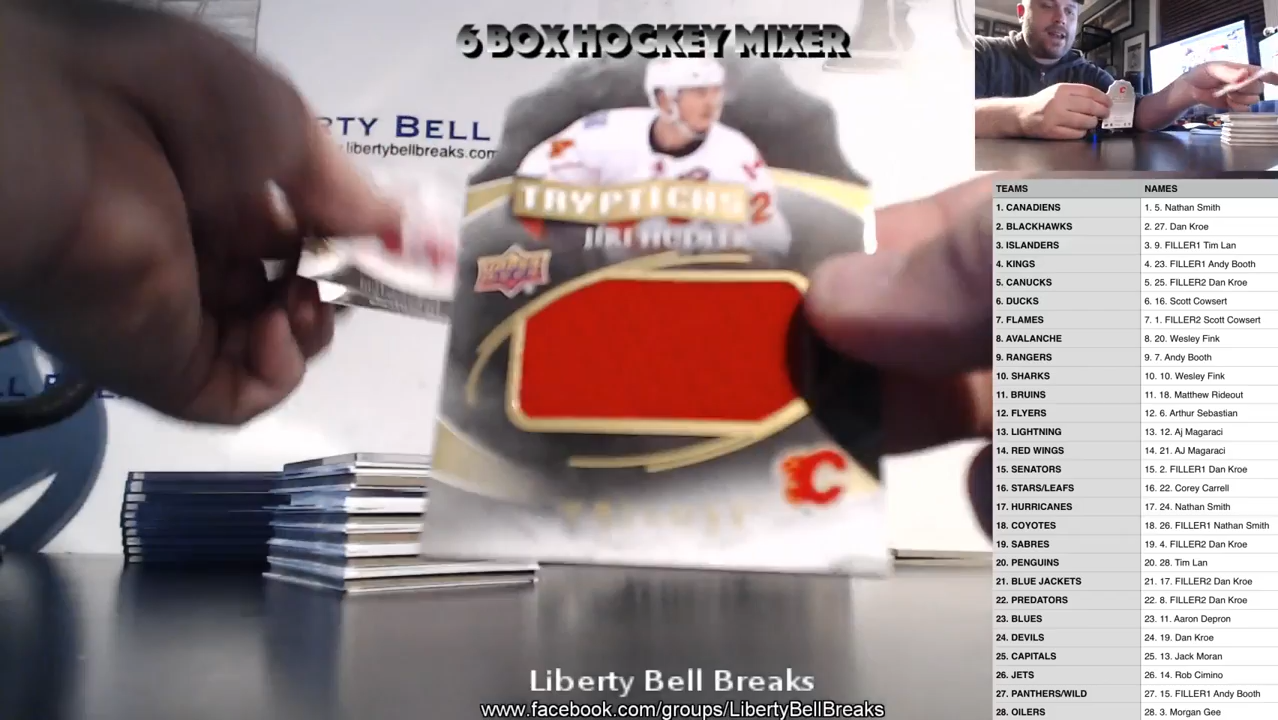 6 BOX HOCKEY MIXER
RTY BELL
libertybellbreaks.com
TRYPTICHS
2
JIRI HUDLER
UPPER DECK
C
TEAMS NAMES
1. CANADIENS 1. 5. Nathan Smith
2. BLACKHAWKS 2. 27. Dan Kroe
3. ISLANDERS 3. 9. FILLER1 Tim Lan
4. KINGS 4. 23. FILLER1 Andy Booth
5. CANUCKS 5. 25. FILLER2 Dan Kroe
6. DUCKS 6. 16. Scott Cowsert
7. FLAMES 7. 1. FILLER2 Scott Cowsert
8. AVALANCHE 8. 20. Wesley Fink
9. RANGERS 9. 7. Andy Booth
10. SHARKS 10. 10. Wesley Fink
11. BRUINS 11. 18. Matthew Rideout
12. FLYERS 12. 6. Arthur Sebastian
13. LIGHTNING 13. 12. Aj Magaraci
14. RED WINGS 14. 21. AJ Magaraci
15. SENATORS 15. 2. FILLER1 Dan Kroe
16. STARS/LEAFS 16. 22. Corey Carrell
17. HURRICANES 17. 24. Nathan Smith
18. COYOTES 18. 26. FILLER1 Nathan Smith
19. SABRES 19. 4. FILLER2 Dan Kroe
20. PENGUINS 20. 28. Tim Lan
21. BLUE JACKETS 21. 17. FILLER2 Dan Kroe
22. PREDATORS 22. 8. FILLER2 Dan Kroe
23. BLUES 23. 11. Aaron Depron
24. DEVILS 24. 19. Dan Kroe
25. CAPITALS 25. 13. Jack Moran
26. JETS 26. 14. Rob Cimino
27. PANTHERS/WILD 27. 15. FILLER1 Andy Booth
28. OILERS 28. 3. Morgan Gee
Liberty Bell Breaks
www.facebook.com/groups/LibertyBellBreaks